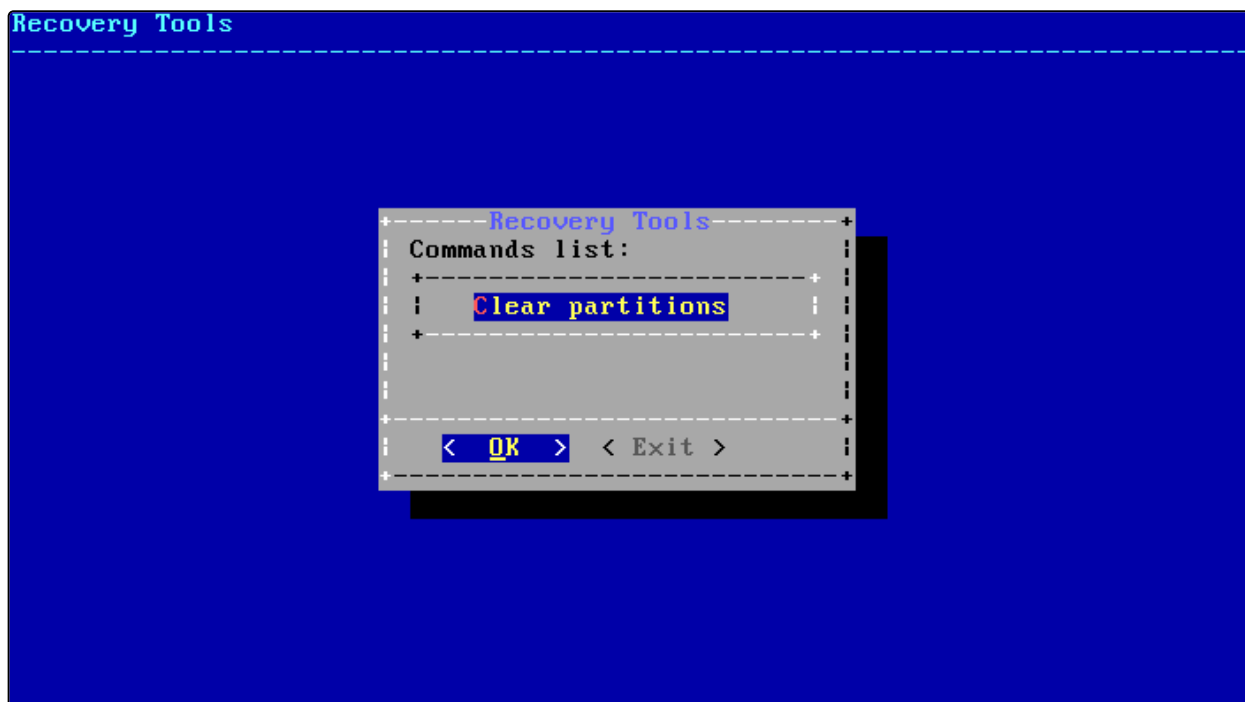 Recovery Tools
Recovery Tools
Commands list:
Clear partitions
< OK > < Exit >